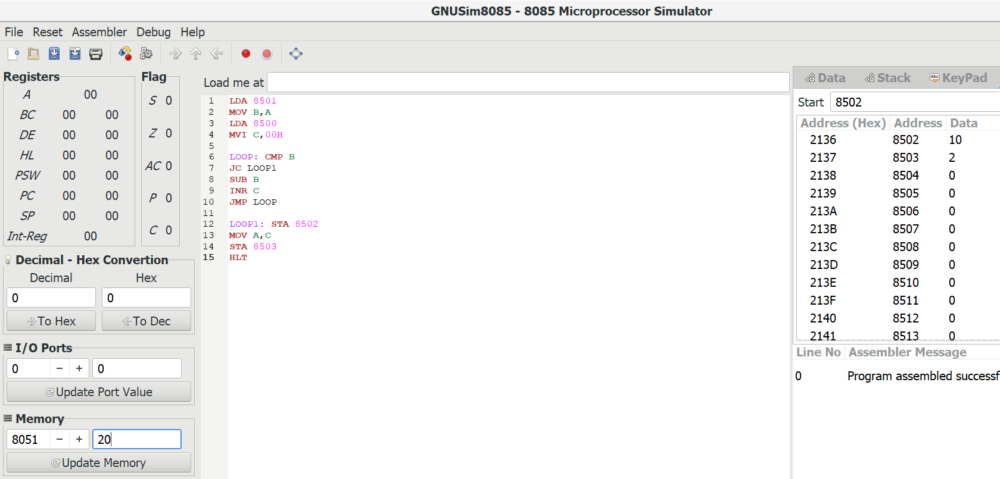 GNUSim8085 - 8085 Microprocessor Simulator
File Reset Assembler Debug Help
Registers
A 00
BC 00 00
DE 00 00
HL 00 00
PSW 00 00
PC 00 00
SP 00 00
Int-Reg 00
Flag
S 0
Z 0
AC 0
P 0
C 0
Decimal - Hex Convertion
Decimal Hex
0 0
To Hex To Dec
I/O Ports
0 - + 0
Update Port Value
Memory
8051 - + 20
Update Memory
Load me at
1 LDA 8501
2 MOV B,A
3 LDA 8500
4 MVI C,00H
5
6 LOOP: CMP B
7 JC LOOP1
8 SUB B
9 INR C
10 JMP LOOP
11
12 LOOP1: STA 8502
13 MOV A,C
14 STA 8503
15 HLT
Data Stack Abc KeyPad
Start 8502
Address (Hex) Address Data
2136 8502 10
2137 8503 2
2138 8504 0
2139 8505 0
213A 8506 0
213B 8507 0
213C 8508 0
213D 8509 0
213E 8510 0
213F 8511 0
2140 8512 0
2141 8513 0
Line No Assembler Message
0 Program assembled successf